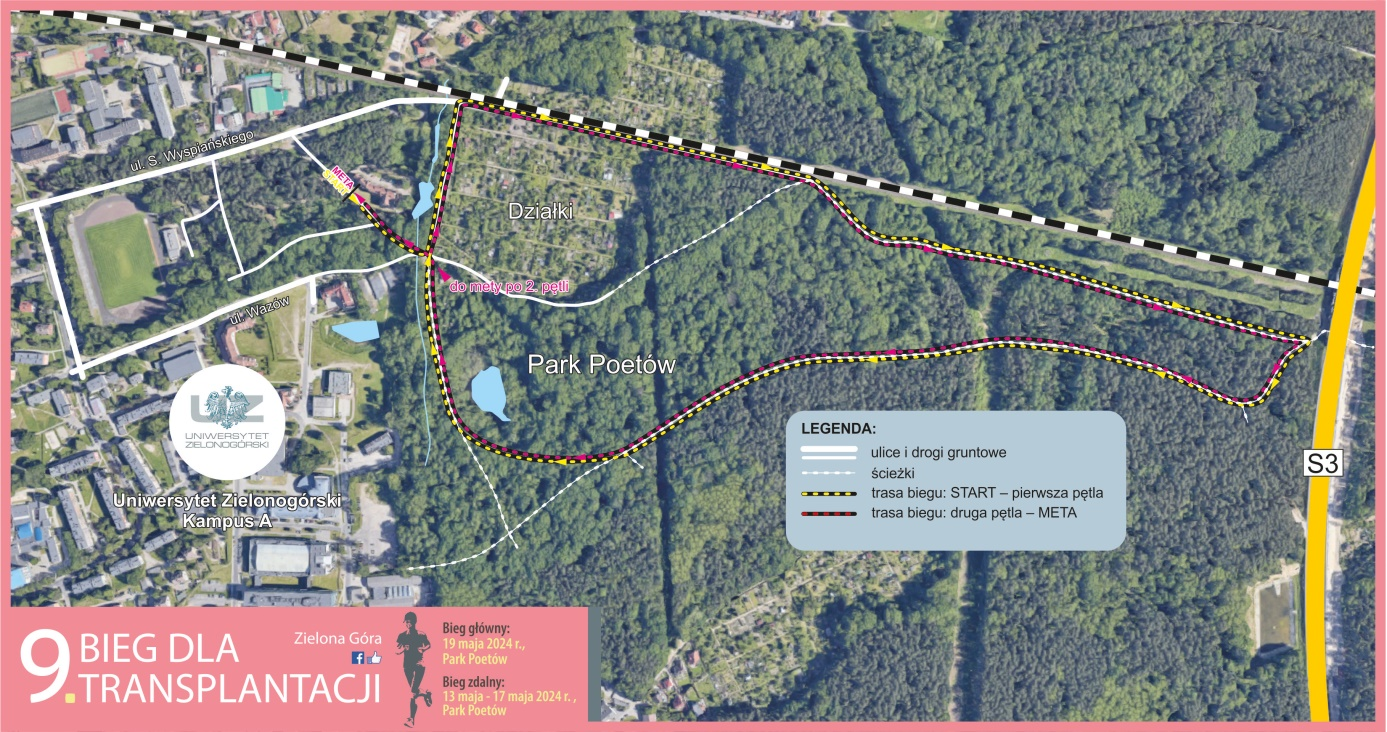 ul. S. Wyspiańskiego
META
START
Działki
do mety po 2. pętli
ul. Wazów
Park Poetów
UZ
UNIWERSYTET
ZIELONOGÓRSKI
Uniwersytet Zielonogórski
Kampus A
LEGENDA:
ulice i drogi gruntowe
ścieżki
trasa biegu: START – pierwsza pętla
trasa biegu: druga pętla – META
S3
9. BIEG DLA
TRANSPLANTACJI
Zielona Góra
Bieg główny:
19 maja 2024 r.,
Park Poetów
Bieg zdalny:
13 maja - 17 maja 2024 r. ,
Park Poetów